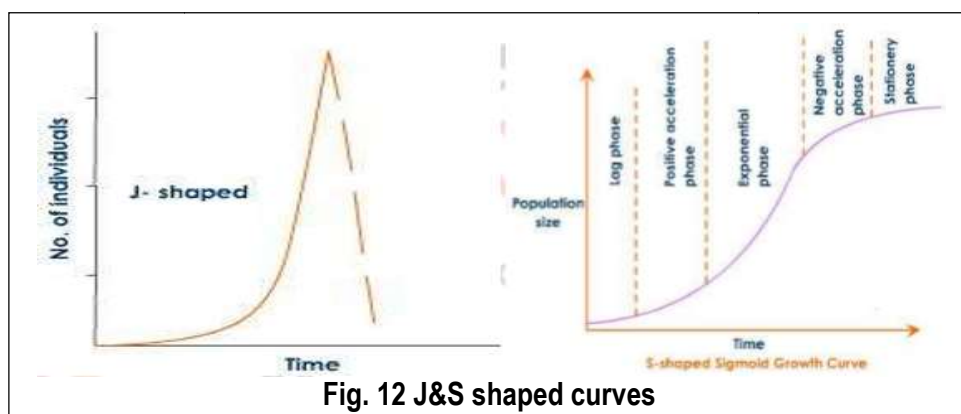 No. of individuals
J- shaped
Time
Population
size
Lag phase
Positive acceleration
phase
Exponential
phase
Negative
acceleration
phase
Stationery
phase
Time
S-shaped Sigmoid Growth Curve
Fig. 12 J&S shaped curves